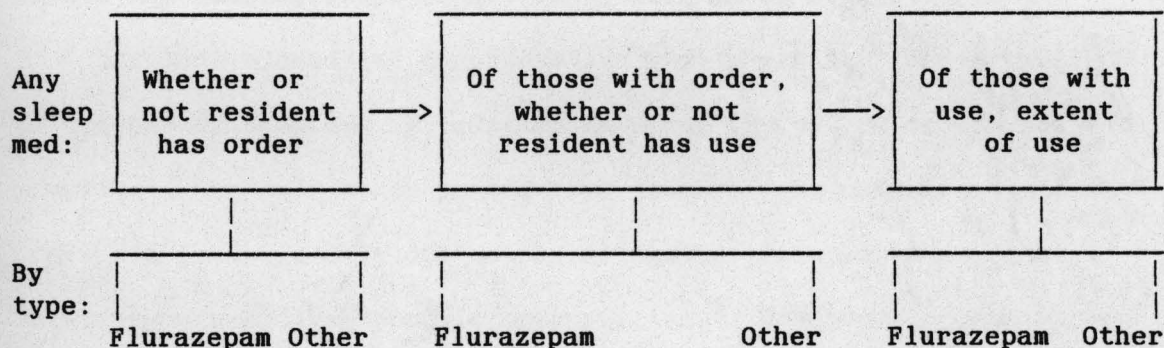 Any sleep med:
Whether or
not resident
has order
Of those with order,
whether or not
resident has use
Of those with
use, extent
of use
By type:
Flurazepam Other
Flurazepam Other
Flurazepam Other